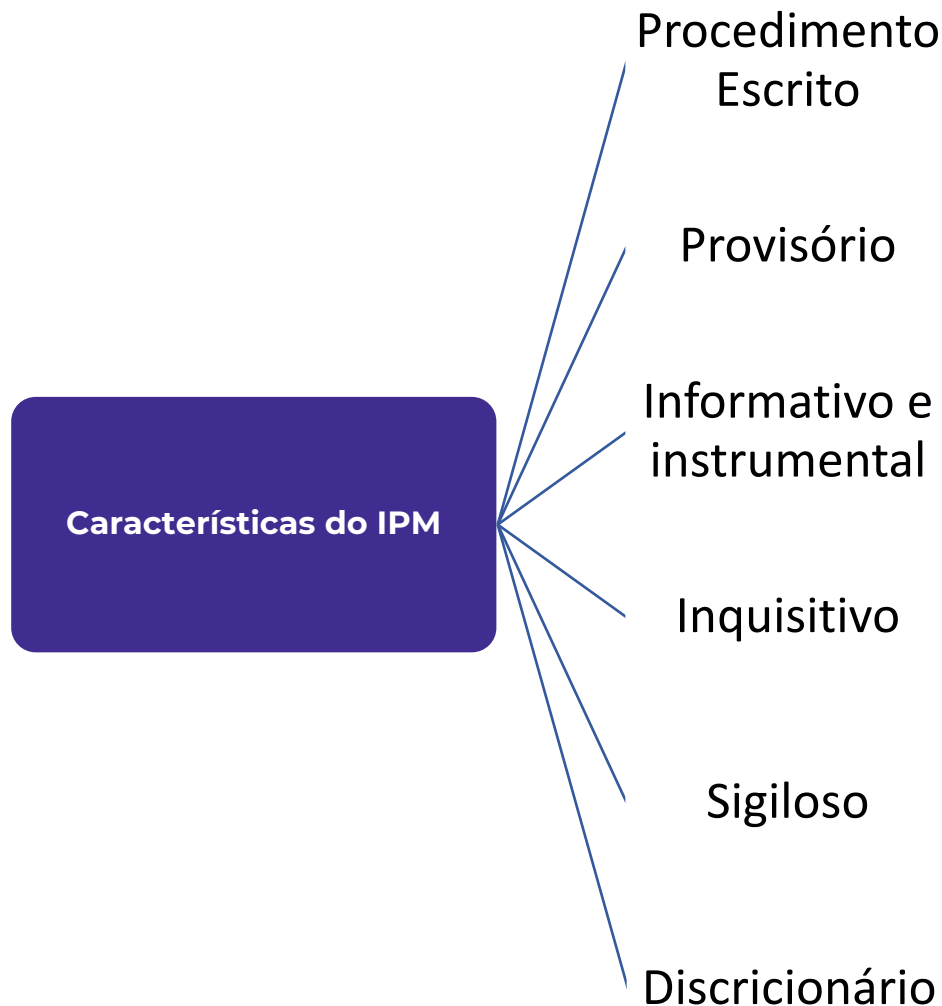 Procedimento
Escrito
Provisório
Informativo e
instrumental
Características do IPM
Inquisitivo
Sigiloso
Discricionário